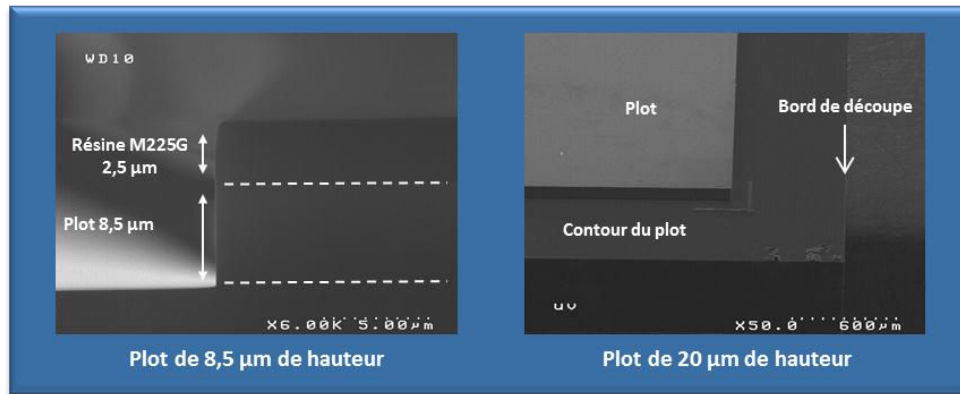 WD10
Résine M225G
2,5 µm
Plot 8,5 µm
X6.00K 5.00µm
Plot de 8,5 µm de hauteur
Plot
Bord de découpe
Contour du plot
uv
X50.0 600µm
Plot de 20 µm de hauteur